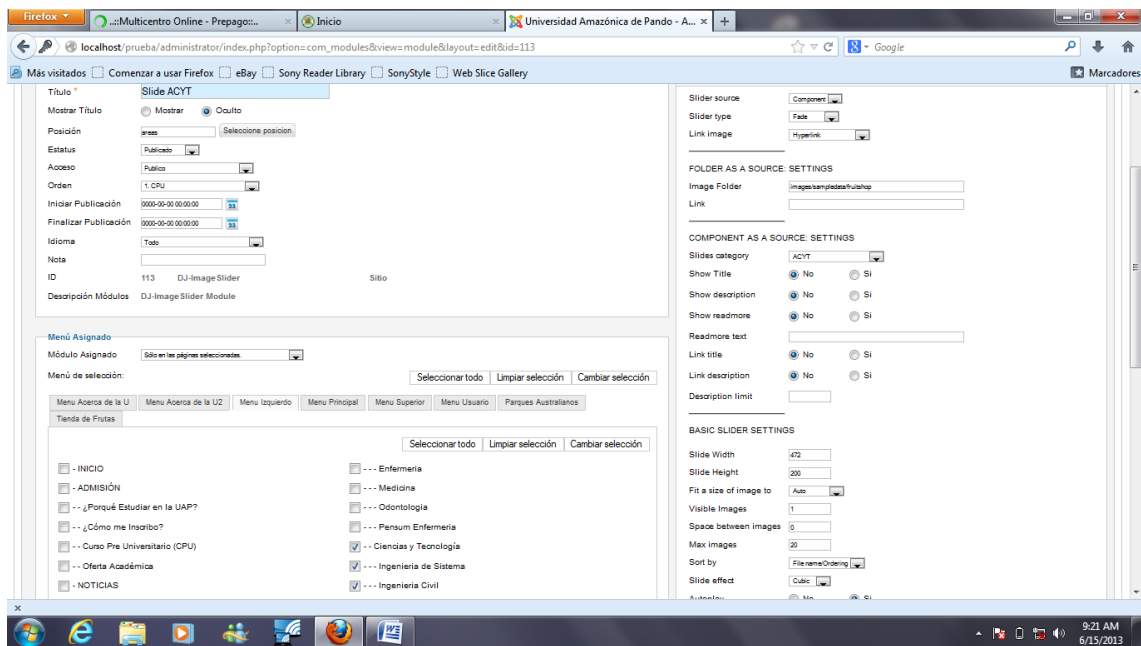 Firefox
..::Multicentro Online - Prepago::..
Inicio
Universidad Amazónica de Pando - A...
localhost/prueba/administrator/index.php?option=com_modules&view=module&layout=edit&id=113
Google
Más visitados Comenzar a usar Firefox eBay Sony Reader Library SonyStyle Web Slice Gallery
Marcadores
Título * Slide ACYT
Mostrar Título Mostrar Oculto
Posición areas Seleccione posicion
Estatus Publicado
Acceso Publico
Orden 1. CPU
Iniciar Publicación 0000-00-00 00:00:00 23
Finalizar Publicación 0000-00-00 00:00:00 23
Idioma Todo
Nota
ID 113 DJ-Image Slider Sitio
Descripción Módulos DJ-Image Slider Module
Menú Asignado
Módulo Asignado Sólo en las páginas seleccionadas.
Menú de selección: Seleccionar todo Limpiar selección Cambiar selección
Menu Acerca de la U Menu Acerca de la U2 Menu Izquierdo Menu Principal Menu Superior Menu Usuario Parques Australianos
Tienda de Frutas
Seleccionar todo Limpiar selección Cambiar selección
- INICIO
- ADMISIÓN
- - ¿Porqué Estudiar en la UAP?
- - ¿Cómo me Inscribo?
- - Curso Pre Universitario (CPU)
- - Oferta Académica
- NOTICIAS
- - - Enfermeria
- - - Medicina
- - - Odontologia
- - - Pensum Enfermeria
- - Ciencias y Tecnología
- - - Ingenieria de Sistema
- - - Ingenieria Civil
Slider source Component
Slider type Fade
Link image Hyperlink
FOLDER AS A SOURCE: SETTINGS
Image Folder images/sampledata/fruitshop
Link
COMPONENT AS A SOURCE: SETTINGS
Slides category ACYT
Show Title No Si
Show description No Si
Show readmore No Si
Readmore text
Link title No Si
Link description No Si
Description limit
BASIC SLIDER SETTINGS
Slide Width 472
Slide Height 200
Fit a size of image to Auto
Visible Images 1
Space between images 0
Max images 20
Sort by File name/Ordering
Slide effect Cubic
Autoplay No Si
9:21 AM
6/15/2013